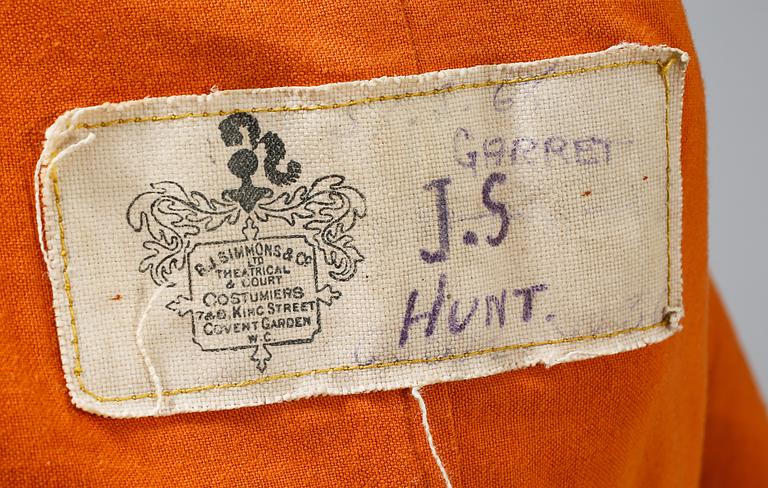 B.J. SIMMONS & Co
LTD
THEATRICAL
& COURT
COSTUMIERS
7 & 8, KING STREET
COVENT GARDEN
W.C.
GARRET
J.S
HUNT.